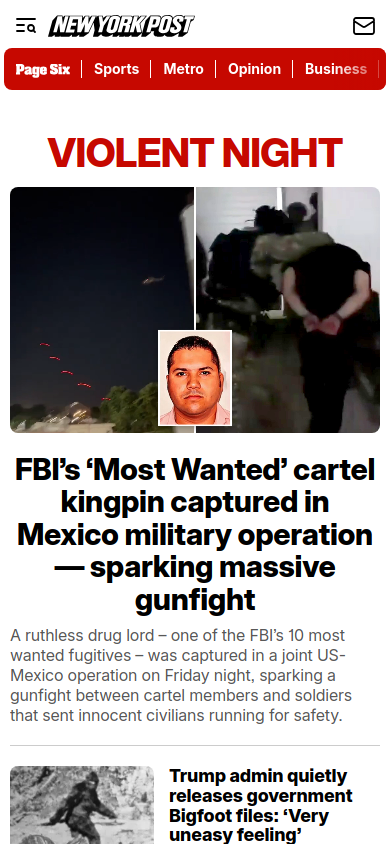 NEW YORK POST
Page Six
Sports
Metro
Opinion
Business
VIOLENT NIGHT
FBI’s ‘Most Wanted’ cartel
kingpin captured in
Mexico military operation
— sparking massive
gunfight
A ruthless drug lord – one of the FBI’s 10 most
wanted fugitives – was captured in a joint US-
Mexico operation on Friday night, sparking a
gunfight between cartel members and soldiers
that sent innocent civilians running for safety.
Trump admin quietly
releases government
Bigfoot files: ‘Very
uneasy feeling’